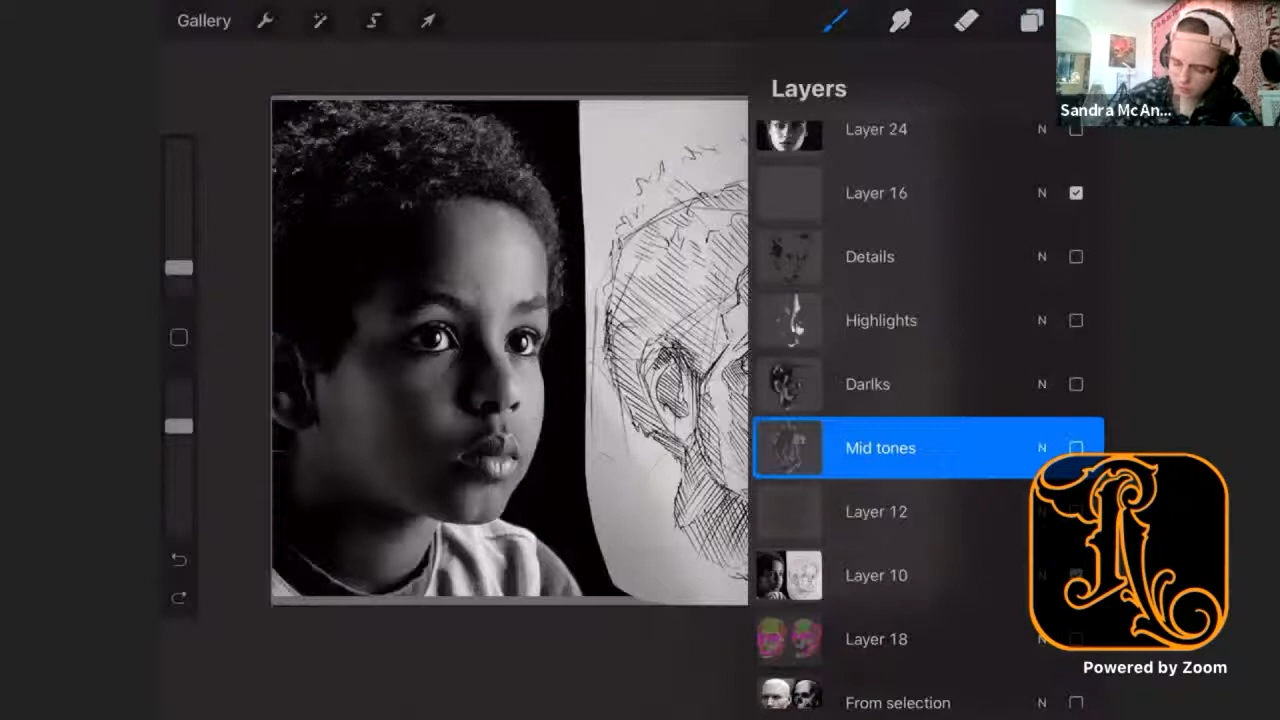 Gallery
Layers
Sandra McAn...
Layer 24 N
Layer 16 N
Details N
Highlights N
Darlks N
Mid tones N
Layer 12
Layer 10
Layer 18
From selection N
Powered by Zoom